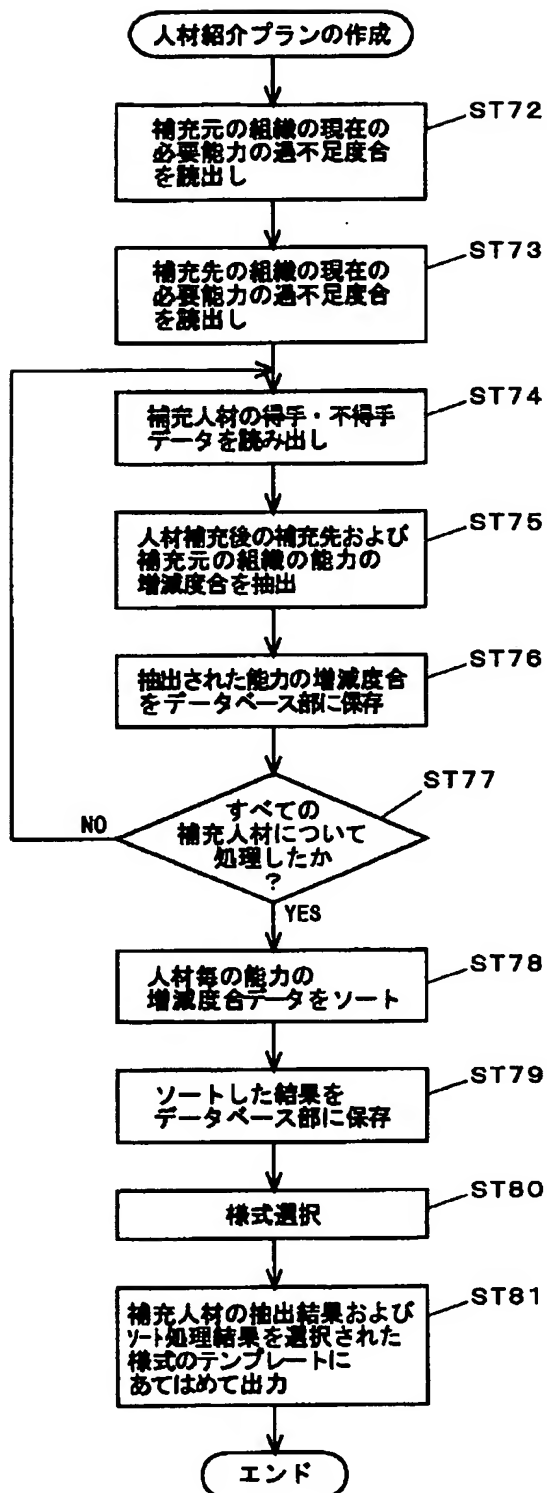 人材紹介プランの作成
ST72
補充元の組織の現在の
必要能力の過不足度合
を読出し
ST73
補充先の組織の現在の
必要能力の過不足度合
を読出し
ST74
補充人材の得手・不得手
データを読み出し
ST75
人材補充後の補充先および
補充元の組織の能力の
増減度合を抽出
ST76
抽出された能力の増減度合
をデータベース部に保存
ST77
すべての
補充人材について
処理したか
?
NO
YES
ST78
人材毎の能力の
増減度合データをソート
ST79
ソートした結果を
データベース部に保存
ST80
様式選択
ST81
補充人材の抽出結果および
ソート処理結果を選択された
様式のテンプレートに
あてはめて出力
エンド